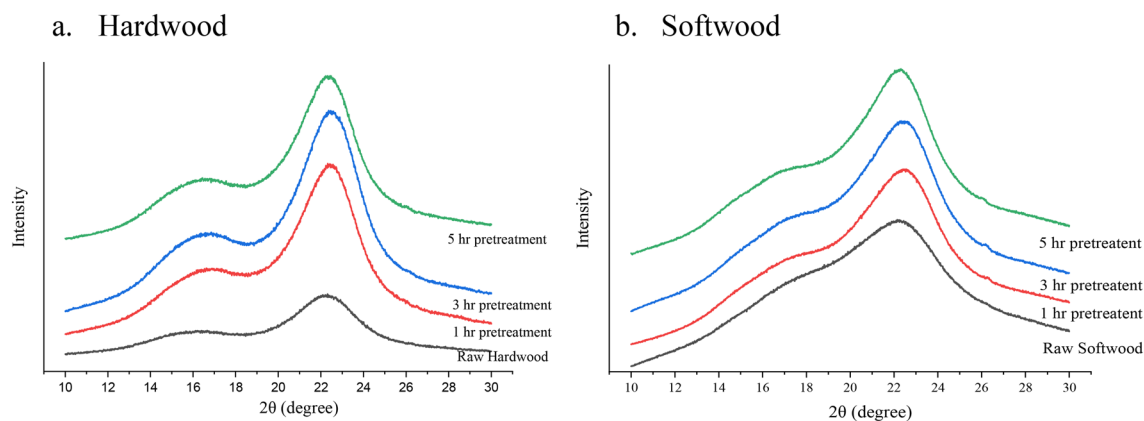 a. Hardwood
Intensity
5 hr pretreatment
3 hr pretreatment
1 hr pretreatment
Raw Hardwood
10 12 14 16 18 20 22 24 26 28 30
2θ (degree)
b. Softwood
Intensity
5 hr pretreatent
3 hr pretreatent
1 hr pretreatent
Raw Softwood
10 12 14 16 18 20 22 24 26 28 30
2θ (degree)